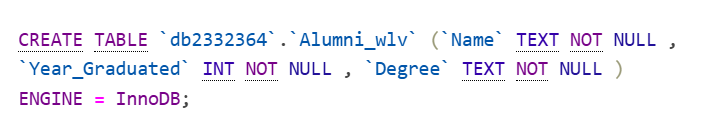 CREATE TABLE `db2332364`.`Alumni_wlv` (`Name` TEXT NOT NULL ,
`Year_Graduated` INT NOT NULL , `Degree` TEXT NOT NULL )
ENGINE = InnoDB;